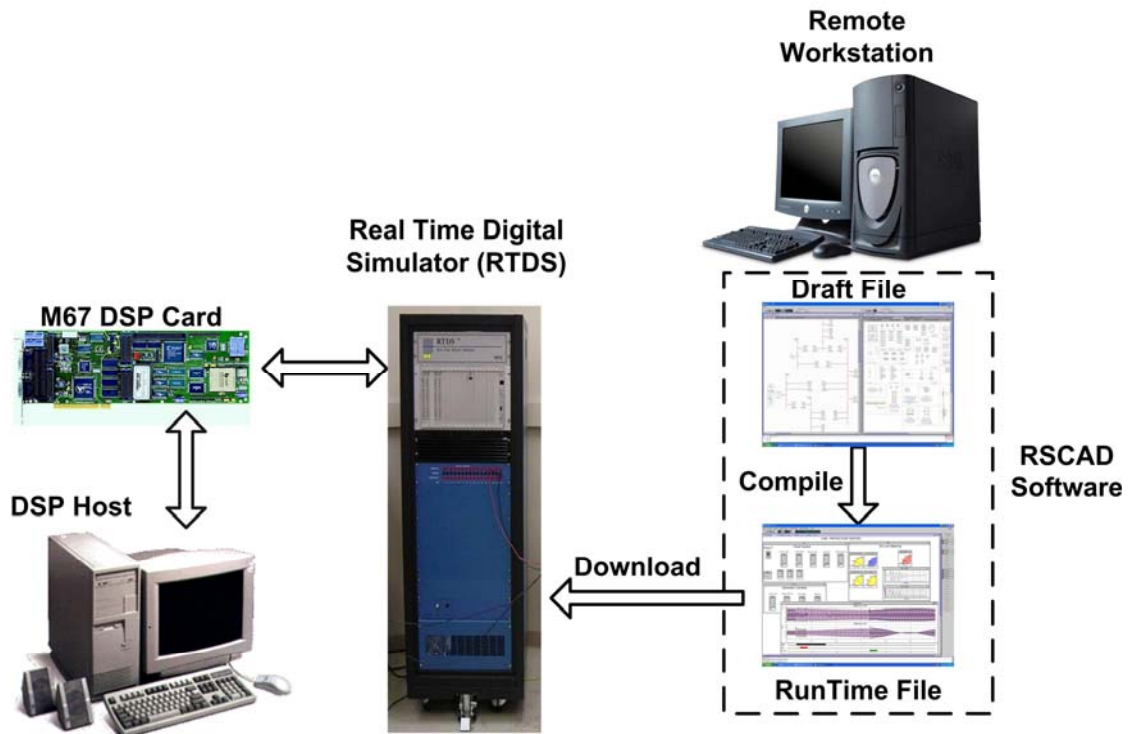 Remote
Workstation
Real Time Digital
Simulator (RTDS)
M67 DSP Card
Draft File
RSCAD
Software
Compile
DSP Host
Download
RunTime File
RTDS